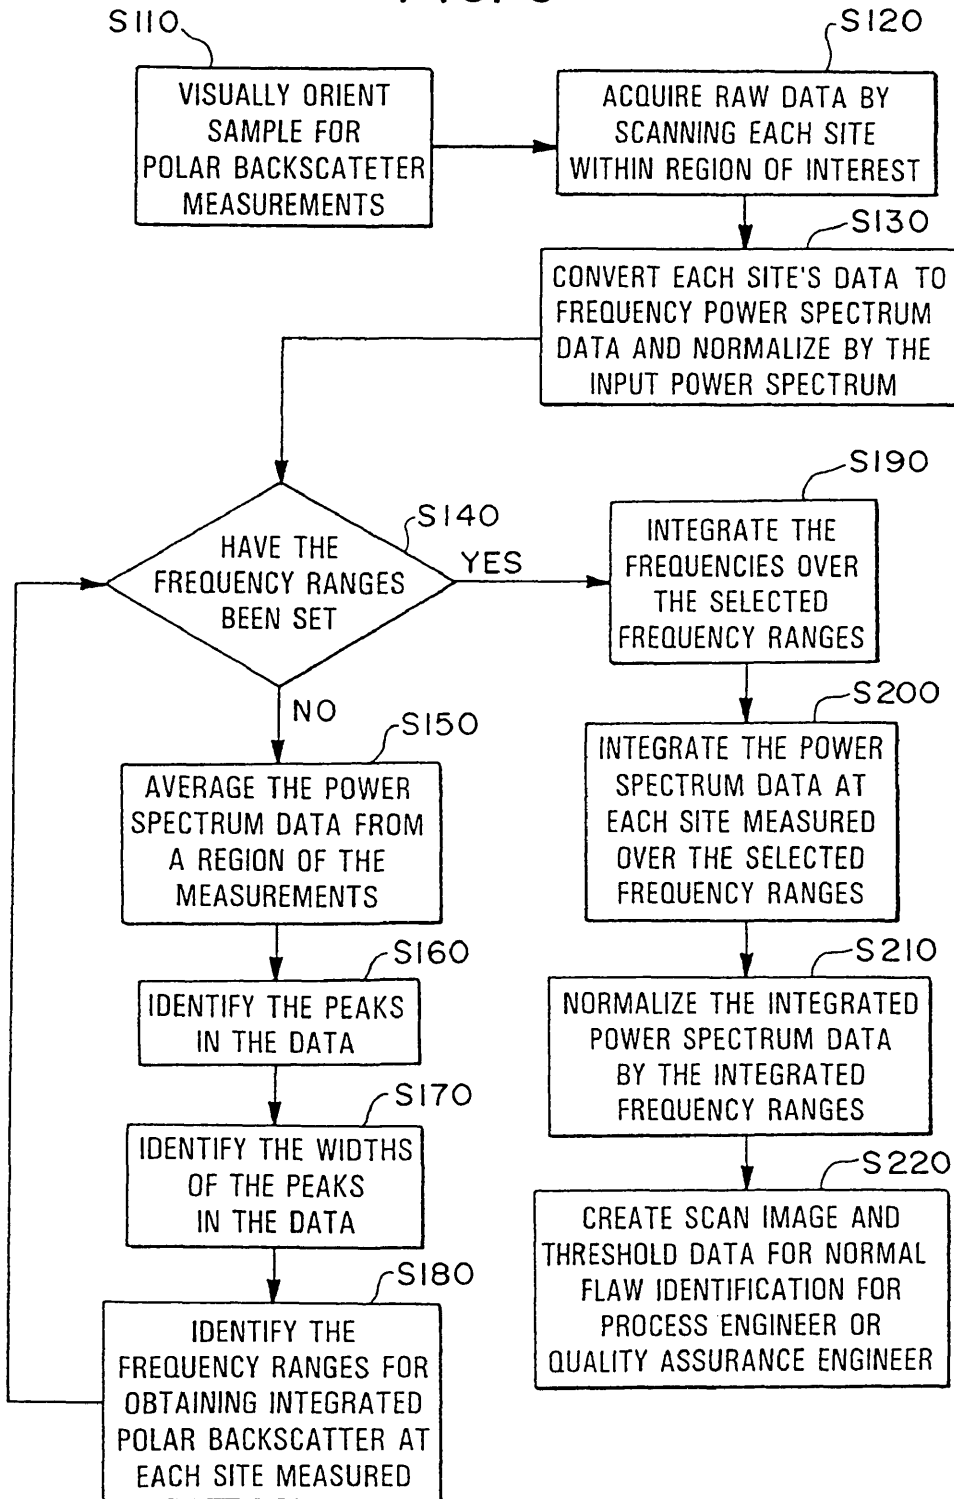 S110
VISUALLY ORIENT
SAMPLE FOR
POLAR BACKSCATETER
MEASUREMENTS
S120
ACQUIRE RAW DATA BY
SCANNING EACH SITE
WITHIN REGION OF INTEREST
S130
CONVERT EACH SITE'S DATA TO
FREQUENCY POWER SPECTRUM
DATA AND NORMALIZE BY THE
INPUT POWER SPECTRUM
S140
HAVE THE
FREQUENCY RANGES
BEEN SET
YES
NO
S150
AVERAGE THE POWER
SPECTRUM DATA FROM
A REGION OF THE
MEASUREMENTS
S160
IDENTIFY THE PEAKS
IN THE DATA
S170
IDENTIFY THE WIDTHS
OF THE PEAKS
IN THE DATA
S180
IDENTIFY THE
FREQUENCY RANGES FOR
OBTAINING INTEGRATED
POLAR BACKSCATTER AT
EACH SITE MEASURED
S190
INTEGRATE THE
FREQUENCIES OVER
THE SELECTED
FREQUENCY RANGES
S200
INTEGRATE THE POWER
SPECTRUM DATA AT
EACH SITE MEASURED
OVER THE SELECTED
FREQUENCY RANGES
S210
NORMALIZE THE INTEGRATED
POWER SPECTRUM DATA
BY THE INTEGRATED
FREQUENCY RANGES
S220
CREATE SCAN IMAGE AND
THRESHOLD DATA FOR NORMAL
FLAW IDENTIFICATION FOR
PROCESS ENGINEER OR
QUALITY ASSURANCE ENGINEER